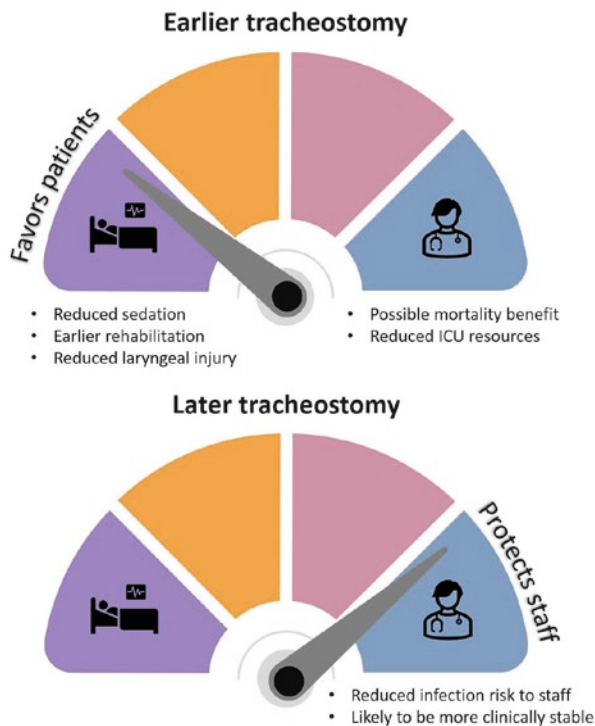 Earlier tracheostomy
Favors patients
• Reduced sedation
• Earlier rehabilitation
• Reduced laryngeal injury
• Possible mortality benefit
• Reduced ICU resources
Later tracheostomy
Protects staff
• Reduced infection risk to staff
• Likely to be more clinically stable